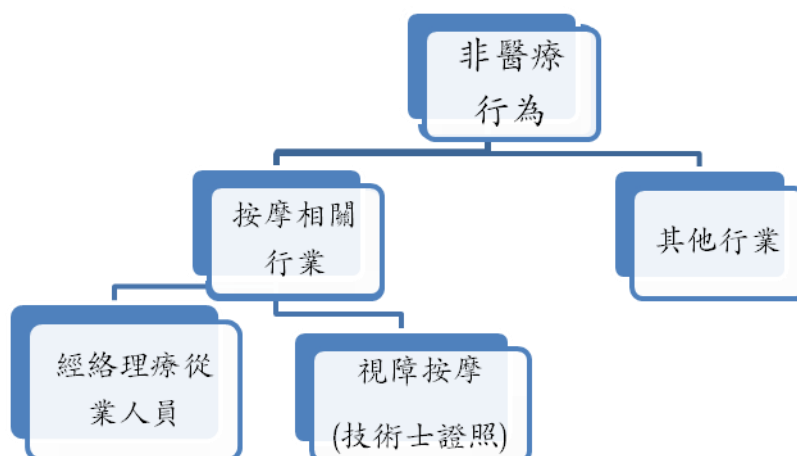 非醫療
行為
按摩相關
行業
其他行業
經絡理療從
業人員
視障按摩
(技術士證照)